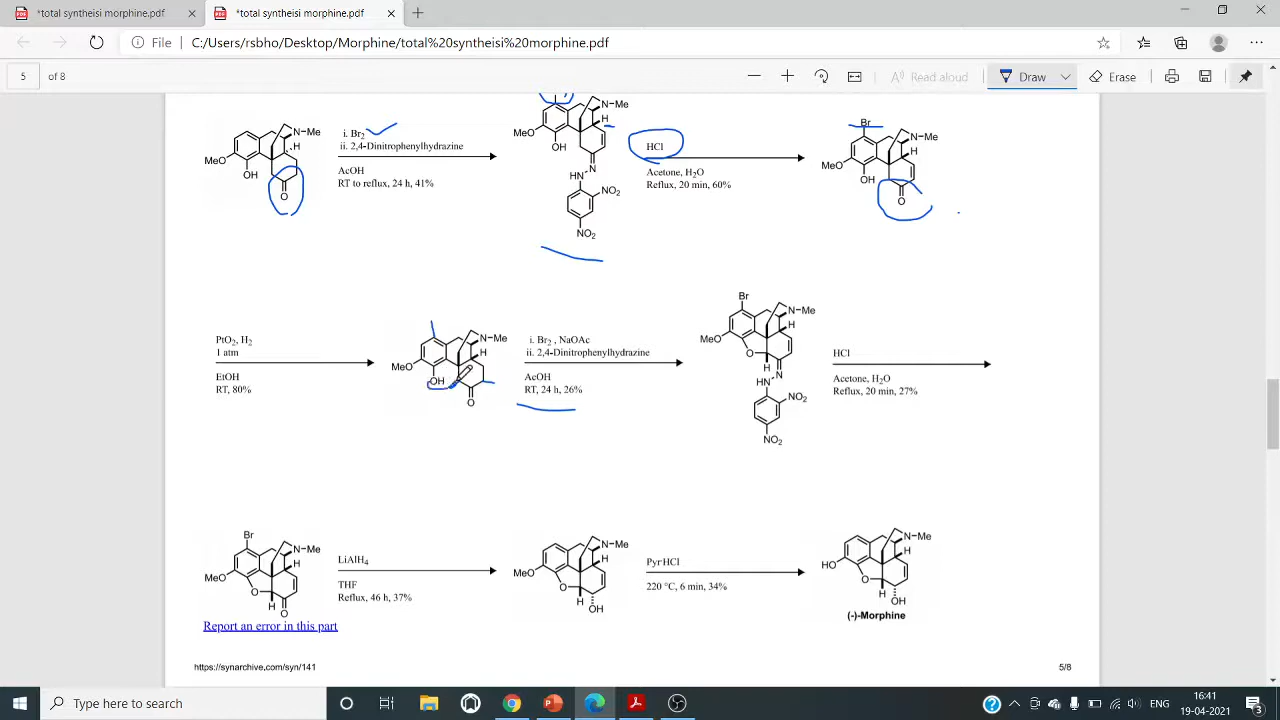 *total syntheisi morphine.pdf
*total syntheisi morphine.pdf
File C:/Users/rsbho/Desktop/Morphine/total%20syntheisi%20morphine.pdf
5 of 8
Read aloud
Draw
Erase
N Me
H
MeO
OH
O
i. Br2
ii. 2,4-Dinitrophenylhydrazine
AcOH
RT to reflux, 24 h, 41%
N Me
H
MeO
OH
N
HN
NO2
NO2
HCl
Acetone, H2O
Reflux, 20 min, 60%
Br
N Me
H
MeO
OH
O
PtO2, H2
1 atm
EtOH
RT, 80%
N Me
H
MeO
OH
O
i. Br2 , NaOAc
ii. 2,4-Dinitrophenylhydrazine
AcOH
RT, 24 h, 26%
Br
N Me
H
MeO
O
H
N
HN
NO2
NO2
HCl
Acetone, H2O
Reflux, 20 min, 27%
Br
N Me
H
MeO
O
H
O
LiAlH4
THF
Reflux, 46 h, 37%
N Me
H
MeO
O
H
OH
PyrHCl
220 °C, 6 min, 34%
N Me
H
HO
O
H
OH
(-)-Morphine
Report an error in this part
https://synarchive.com/syn/141
5/8
Type here to search
ENG
16:41
19-04-2021